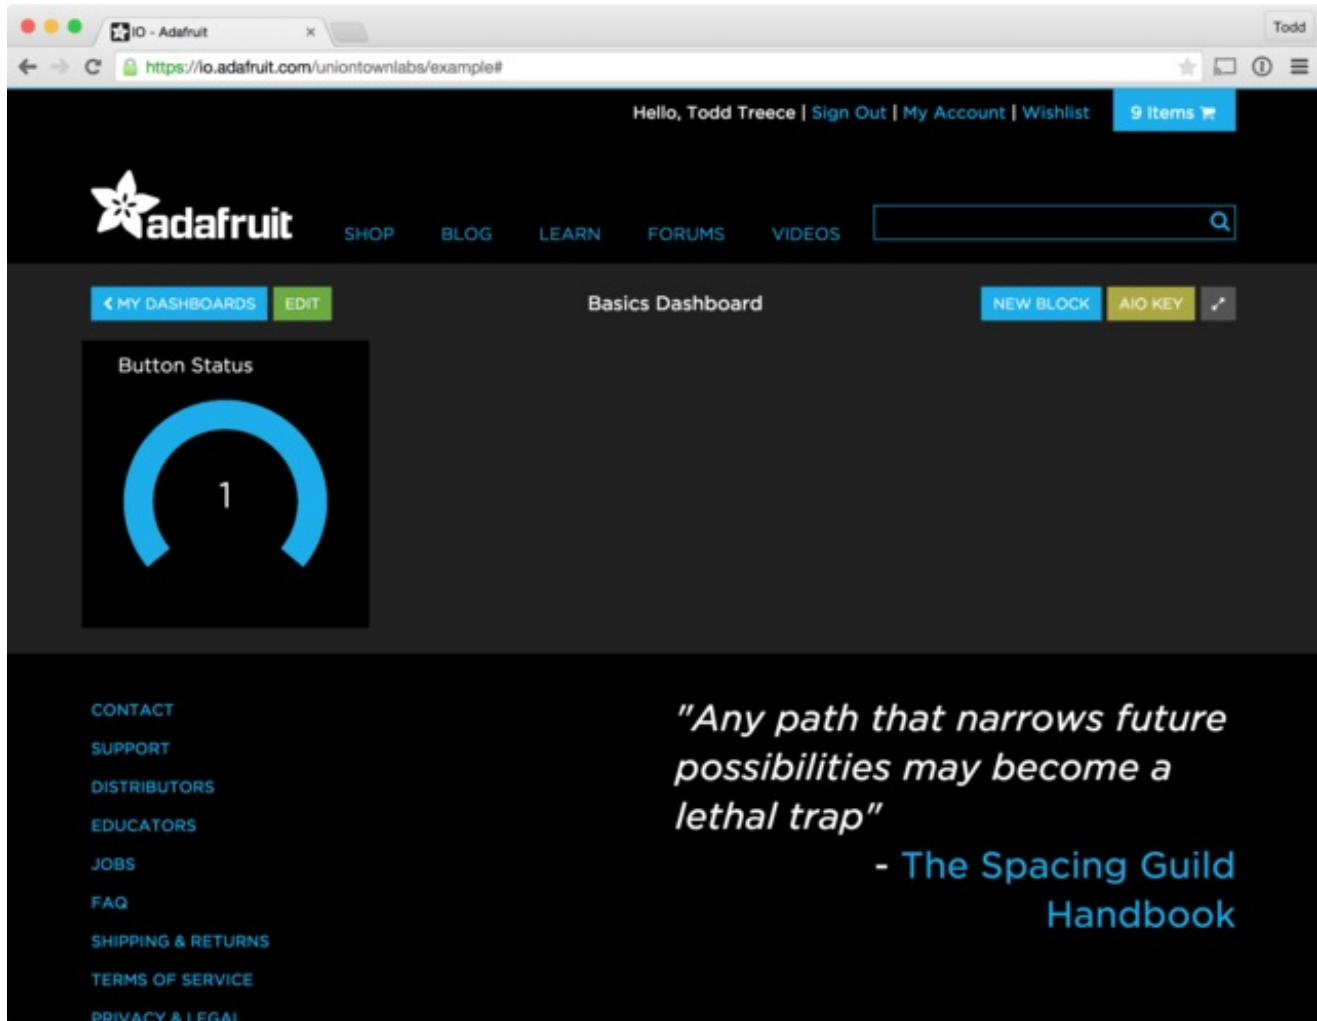 IO - Adafruit
Todd
https://io.adafruit.com/uniontownlabs/example#
Hello, Todd Treece | Sign Out | My Account | Wishlist 9 Items
adafruit SHOP BLOG LEARN FORUMS VIDEOS
MY DASHBOARDS EDIT Basics Dashboard NEW BLOCK AIO KEY
Button Status
1
CONTACT
SUPPORT
DISTRIBUTORS
EDUCATORS
JOBS
FAQ
SHIPPING & RETURNS
TERMS OF SERVICE
PRIVACY & LEGAL
"Any path that narrows future
possibilities may become a
lethal trap"
- The Spacing Guild
Handbook